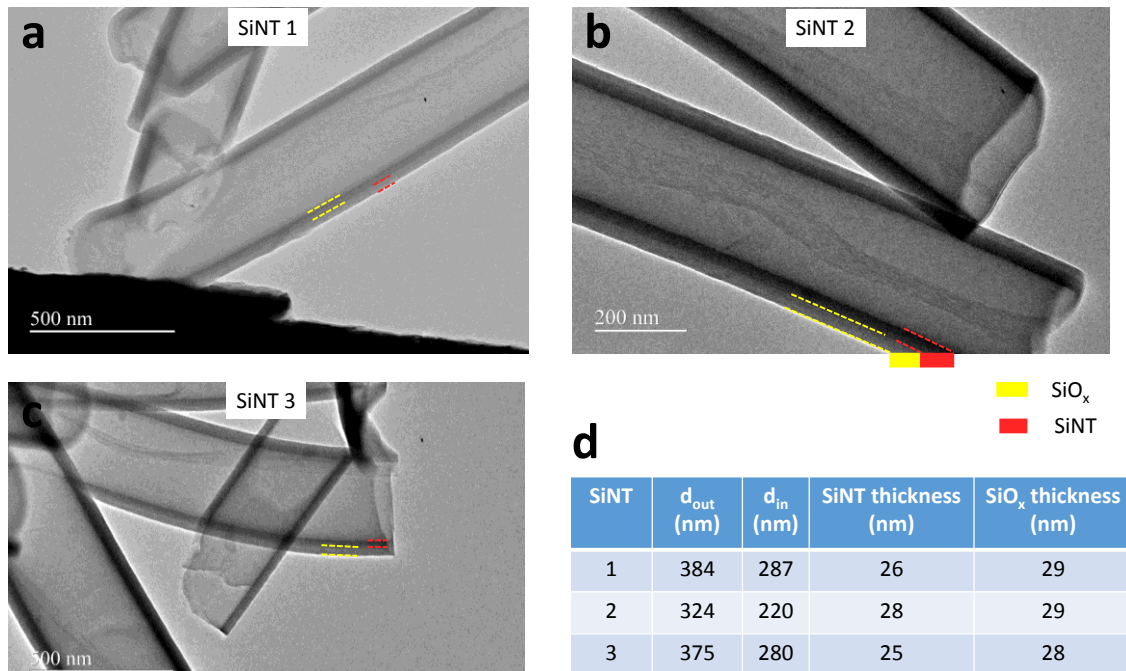 a
SiNT 1
500 nm
b
SiNT 2
200 nm
c
SiNT 3
500 nm
SiOx
SiNT
d
SiNT dout (nm) din (nm) SiNT thickness (nm) SiOx thickness (nm)
1 384 287 26 29
2 324 220 28 29
3 375 280 25 28